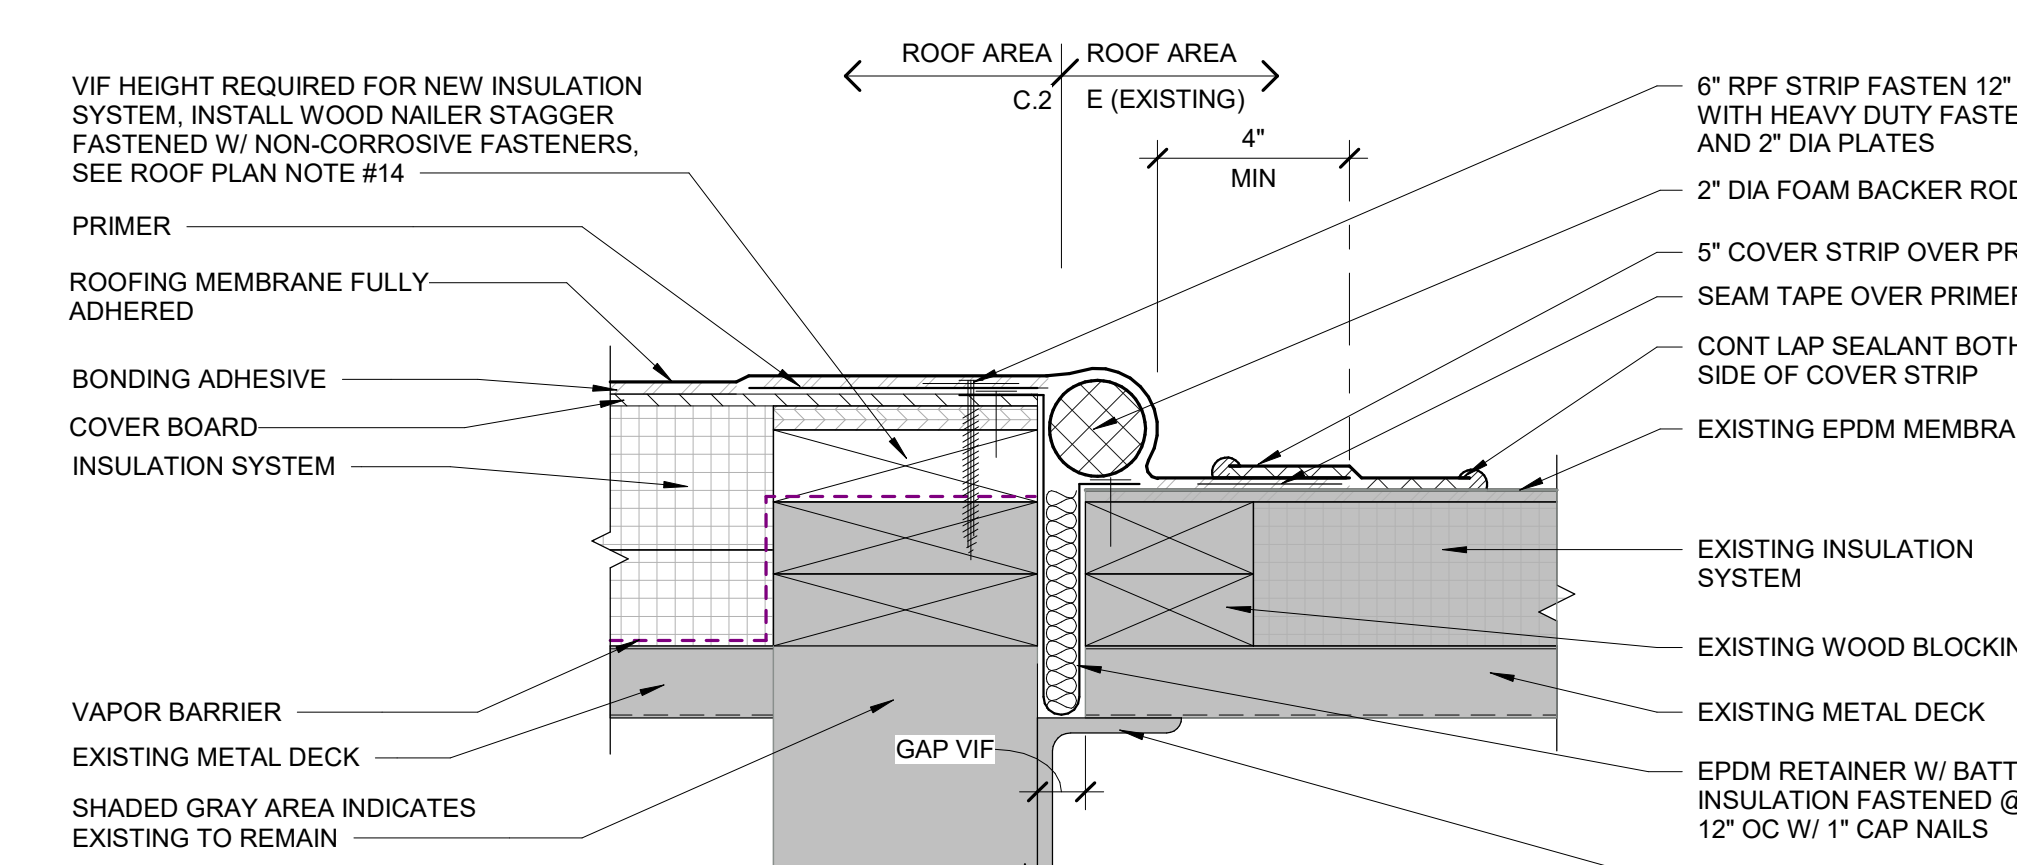 ROOF AREA
C.2
ROOF AREA
E (EXISTING)
4"
MIN
VIF HEIGHT REQUIRED FOR NEW INSULATION
SYSTEM, INSTALL WOOD NAILER STAGGER
FASTENED W/ NON-CORROSIVE FASTENERS,
SEE ROOF PLAN NOTE #14
PRIMER
ROOFING MEMBRANE FULLY
ADHERED
BONDING ADHESIVE
COVER BOARD
INSULATION SYSTEM
VAPOR BARRIER
EXISTING METAL DECK
SHADED GRAY AREA INDICATES
EXISTING TO REMAIN
GAP VIF
6" RPF STRIP FASTEN 12"
WITH HEAVY DUTY FASTE
AND 2" DIA PLATES
2" DIA FOAM BACKER ROD
5" COVER STRIP OVER PR
SEAM TAPE OVER PRIMER
CONT LAP SEALANT BOTH
SIDE OF COVER STRIP
EXISTING EPDM MEMBRA
EXISTING INSULATION
SYSTEM
EXISTING WOOD BLOCKIN
EXISTING METAL DECK
EPDM RETAINER W/ BATT
INSULATION FASTENED @
12" OC W/ 1" CAP NAILS